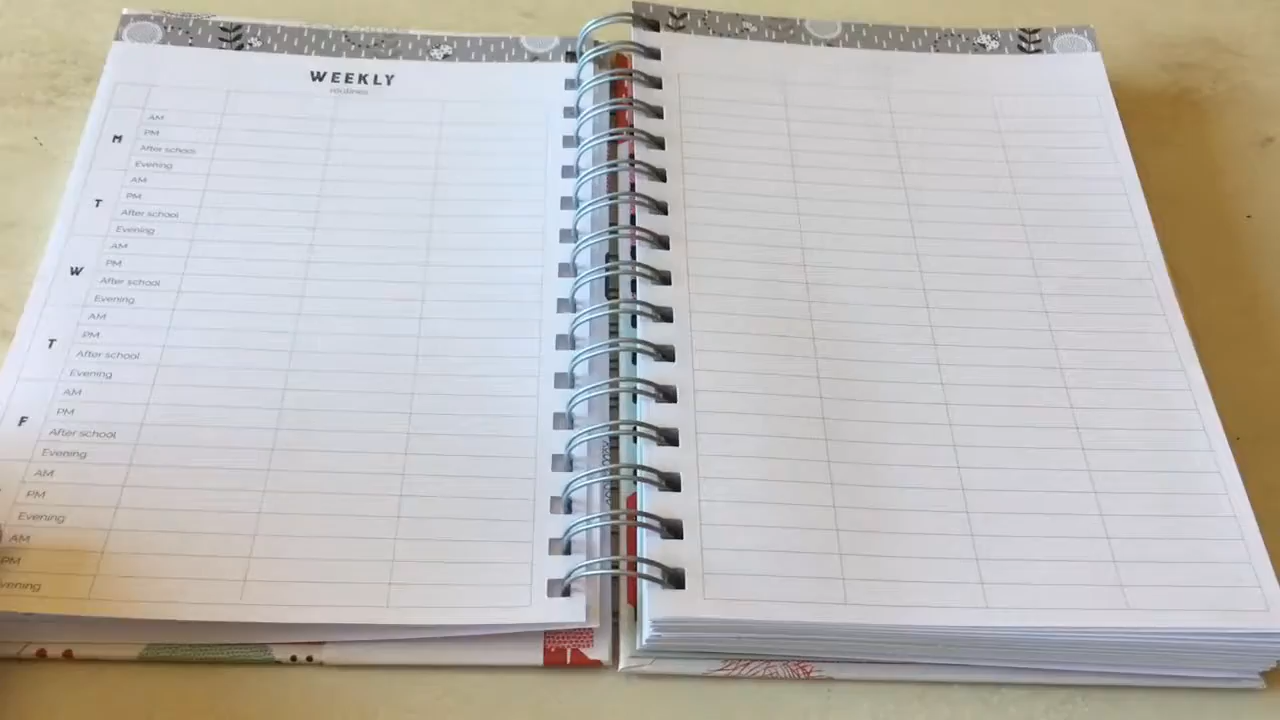 WEEKLY
routines
AM
PM
M After school
Evening
AM
PM
T After school
Evening
AM
PM
W After school
Evening
AM
PM
T After school
Evening
AM
PM
F After school
Evening
AM
PM
Evening
AM
PM
Evening